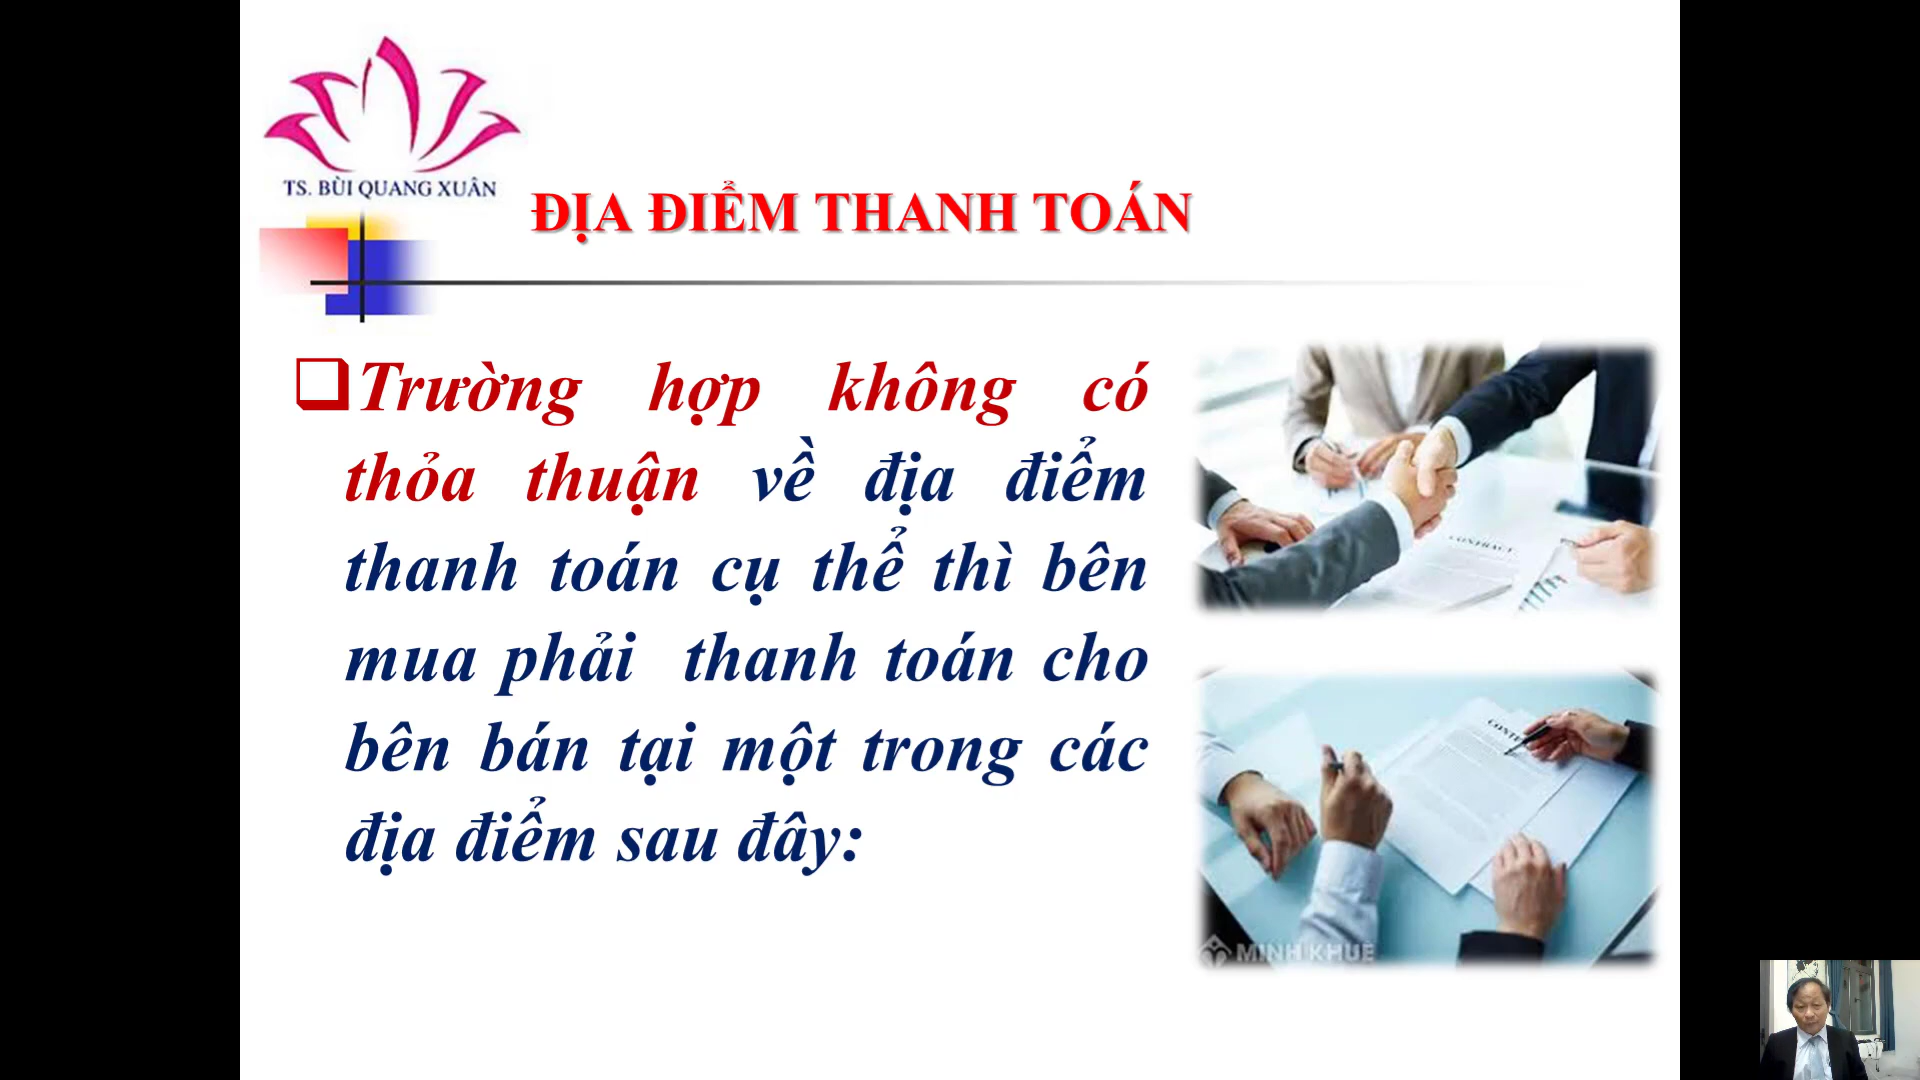 TS. BÙI QUANG XUÂN
ĐỊA ĐIỂM THANH TOÁN
Trường hợp không có
thỏa thuận về địa điểm
thanh toán cụ thể thì bên
mua phải thanh toán cho
bên bán tại một trong các
địa điểm sau đây:
CONTRACT
MINH KHUE